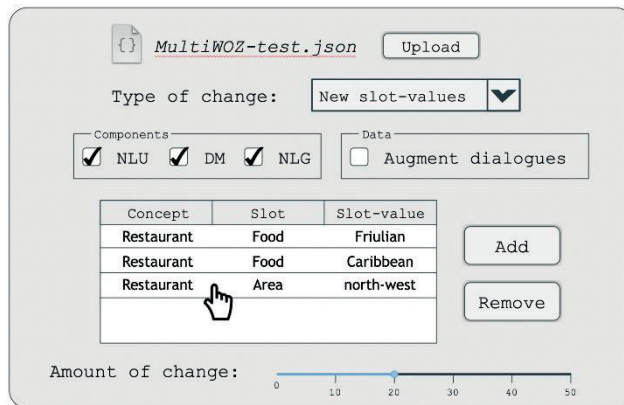 {} MultiWOZ-test.json Upload
Type of change: New slot-values
Components
NLU DM NLG
Data
Augment dialogues
Concept Slot Slot-value
Restaurant Food Friulian
Restaurant Food Caribbean
Restaurant Area north-west
Add
Remove
Amount of change:
0 10 20 30 40 50